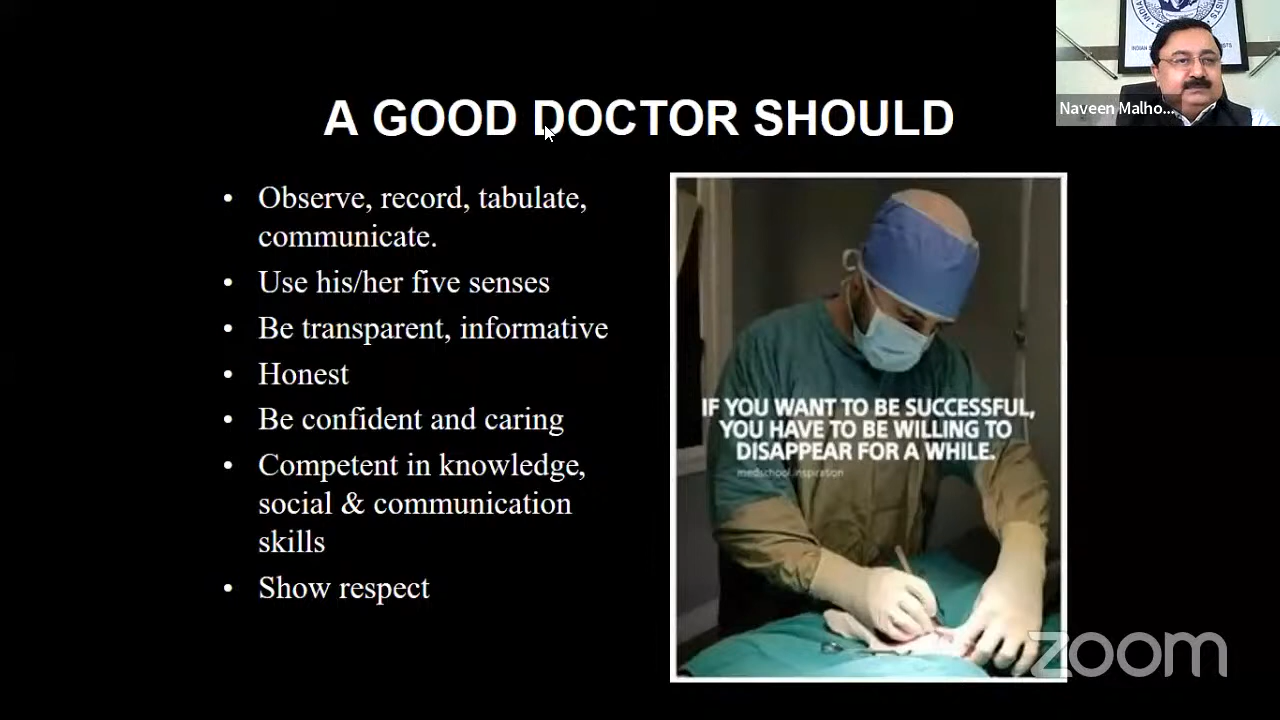 A GOOD DOCTOR SHOULD
• Observe, record, tabulate,
communicate.
• Use his/her five senses
• Be transparent, informative
• Honest
• Be confident and caring
• Competent in knowledge,
social & communication
skills
• Show respect
IF YOU WANT TO BE SUCCESSFUL,
YOU HAVE TO BE WILLING TO
DISAPPEAR FOR A WHILE.
medschool.inspiration
Naveen Malho...
zoom